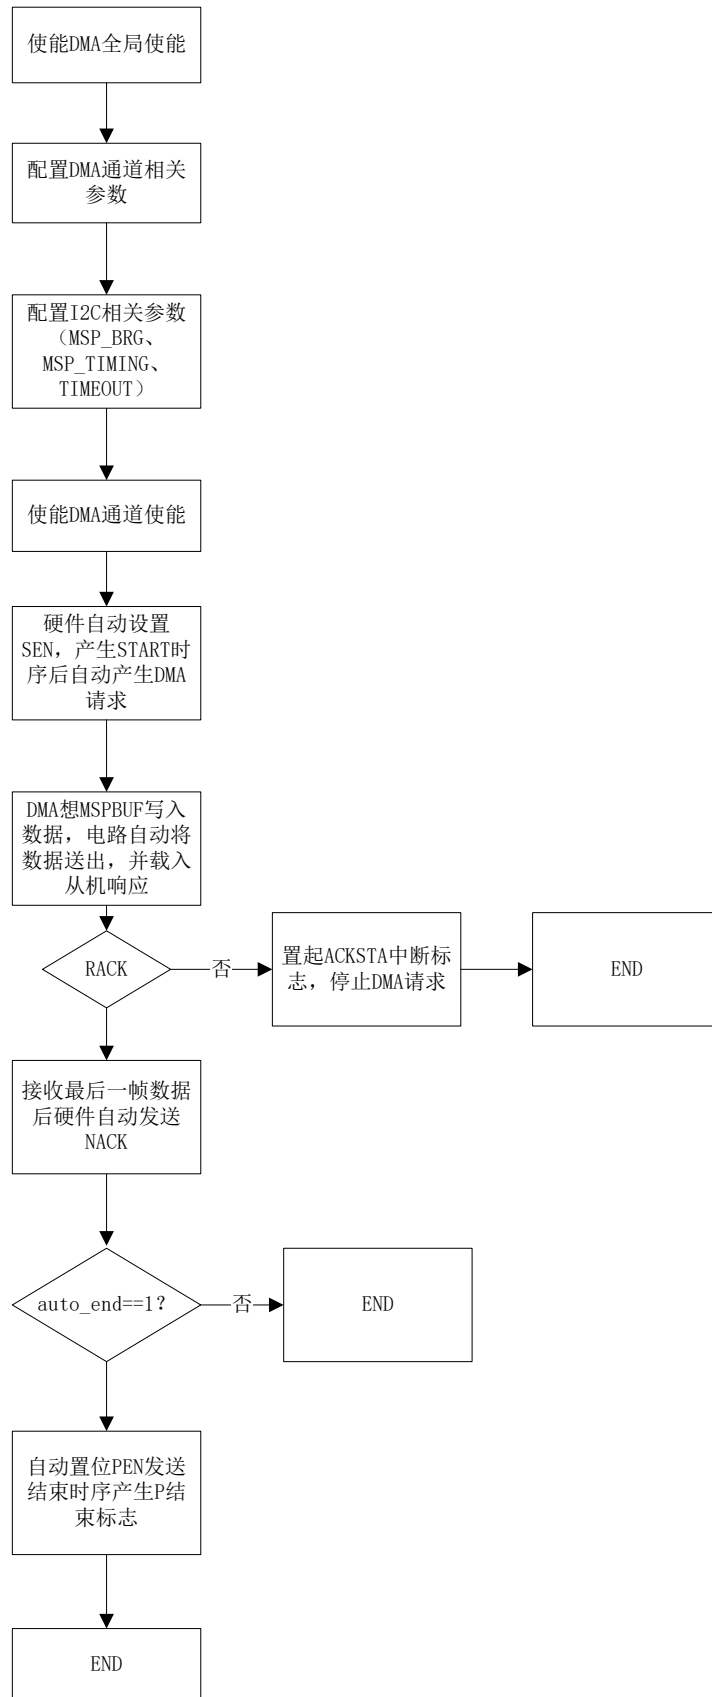 使能DMA全局使能
配置DMA通道相关
参数
配置I2C相关参数
（MSP_BRG、
MSP_TIMING、
TIMEOUT）
使能DMA通道使能
硬件自动设置
SEN，产生START时
序后自动产生DMA
请求
DMA想MSPBUF写入
数据，电路自动将
数据送出，并载入
从机响应
RACK
否
置起ACKSTA中断标
志，停止DMA请求
END
接收最后一帧数据
后硬件自动发送
NACK
auto_end==1?
否
END
自动置位PEN发送
结束时序产生P结
束标志
END